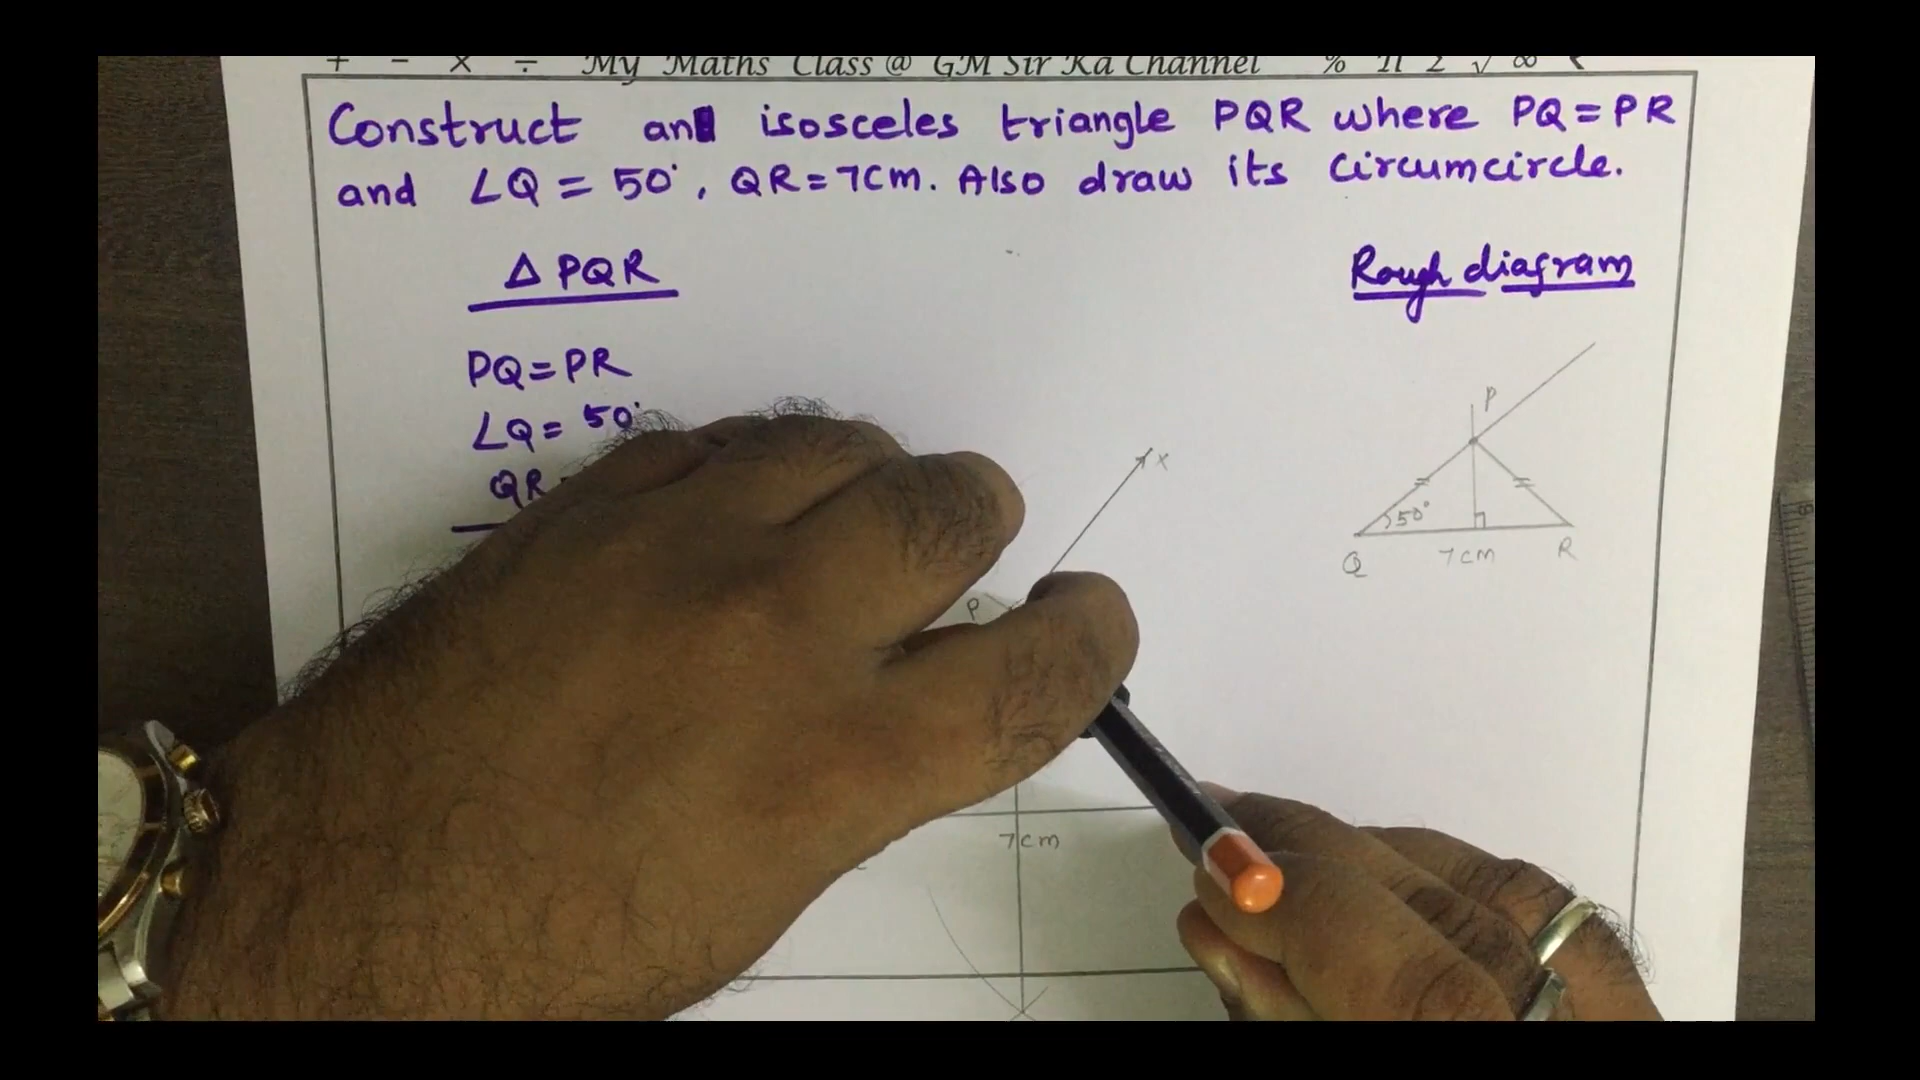 + - × ÷ My Maths Class @ GM Sir Ka Channel % π Σ √ ∞
Construct an isosceles triangle PQR where PQ = PR
and ∠Q = 50°, QR = 7cm. Also draw its circumcircle.
Δ PQR
Rough diagram
PQ = PR
∠Q = 50°
QR
P
50°
Q 7cm R
X
P
7cm